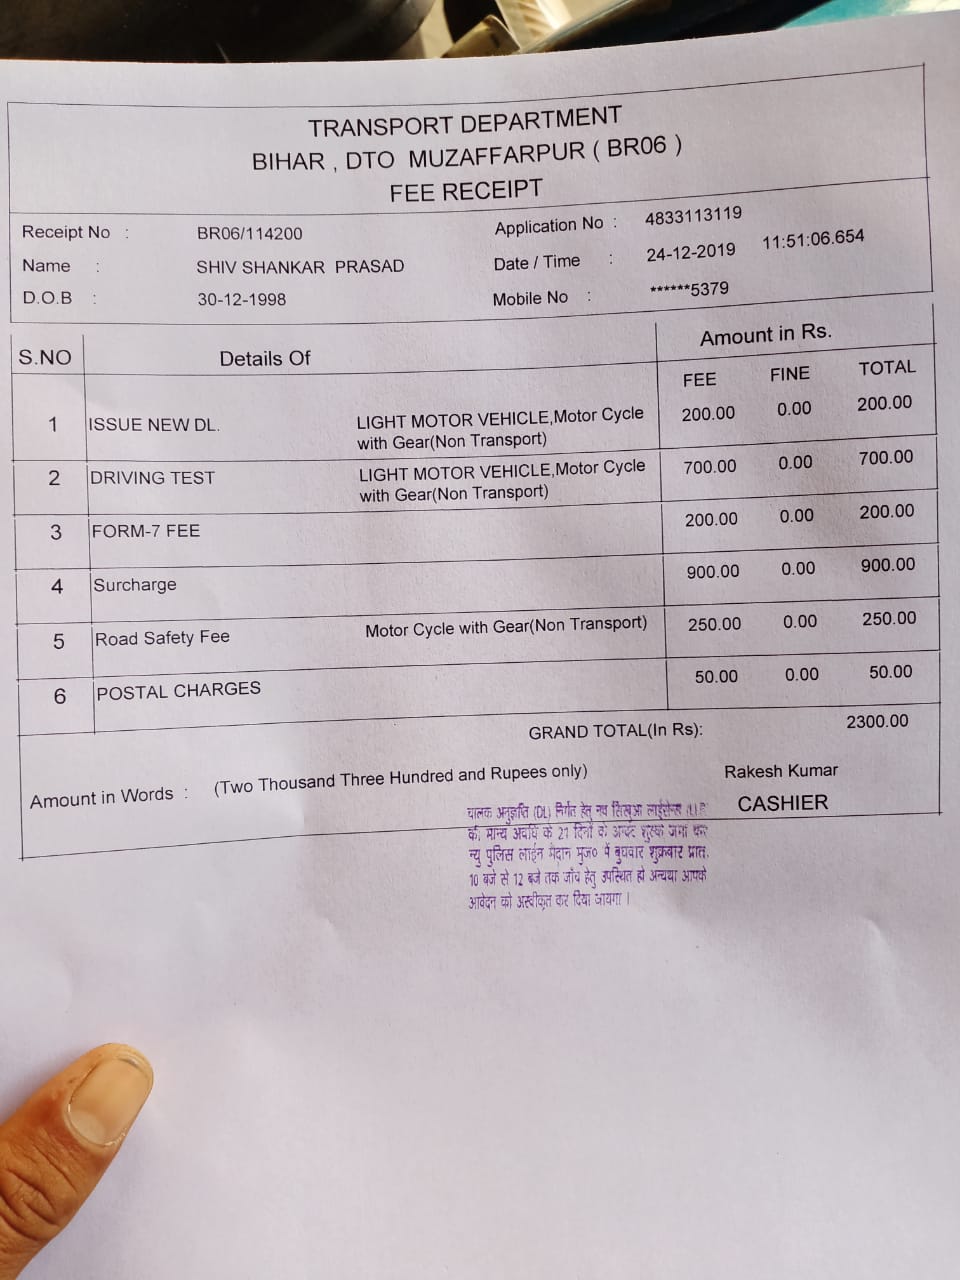 TRANSPORT DEPARTMENT
BIHAR , DTO MUZAFFARPUR ( BR06 )
FEE RECEIPT
Receipt No : BR06/114200 Application No : 4833113119
Name : SHIV SHANKAR PRASAD Date / Time : 24-12-2019 11:51:06.654
D.O.B : 30-12-1998 Mobile No : ******5379
S.NO Details Of Amount in Rs.
FEE FINE TOTAL
1 ISSUE NEW DL. LIGHT MOTOR VEHICLE,Motor Cycle 200.00 0.00 200.00
with Gear(Non Transport)
2 DRIVING TEST LIGHT MOTOR VEHICLE,Motor Cycle 700.00 0.00 700.00
with Gear(Non Transport)
3 FORM-7 FEE 200.00 0.00 200.00
4 Surcharge 900.00 0.00 900.00
5 Road Safety Fee Motor Cycle with Gear(Non Transport) 250.00 0.00 250.00
6 POSTAL CHARGES 50.00 0.00 50.00
GRAND TOTAL(In Rs): 2300.00
Amount in Words : (Two Thousand Three Hundred and Rupees only) Rakesh Kumar
CASHIER
चालक अनुज्ञप्ति (DL) निर्गत हेतु
मान्य अवधि के 21 दिनों के शुल्क जमा कर
न्यु पुलिस लाईन मैदान मुज० में बुधवार शुक्रवार प्रात.
10 बजे से 12 बजे तक जाँच हेतु उपस्थित हो अन्यथा आपके
आवेदन को अस्वीकृत कर दिया जायगा ।